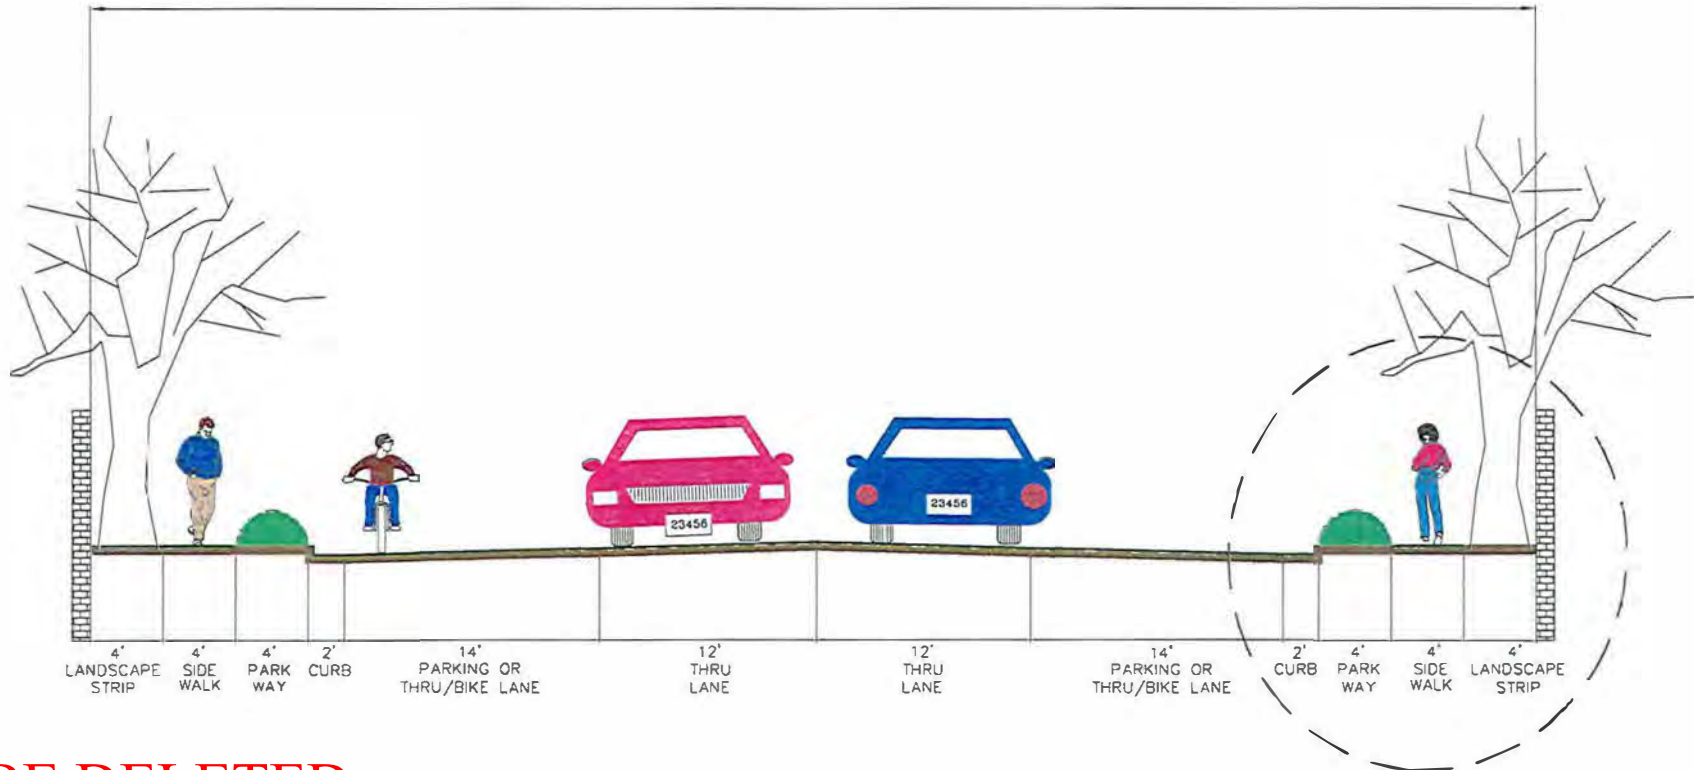 23456
23456
4'
LANDSCAPE
STRIP
4'
SIDE
WALK
4'
PARK
WAY
2'
CURB
14'
PARKING OR
THRU/BIKE LANE
12'
THRU
LANE
12'
THRU
LANE
14'
PARKING OR
THRU/BIKE LANE
2'
CURB
4'
PARK
WAY
4'
SIDE
WALK
4'
LANDSCAPE
STRIP
BE DELETED